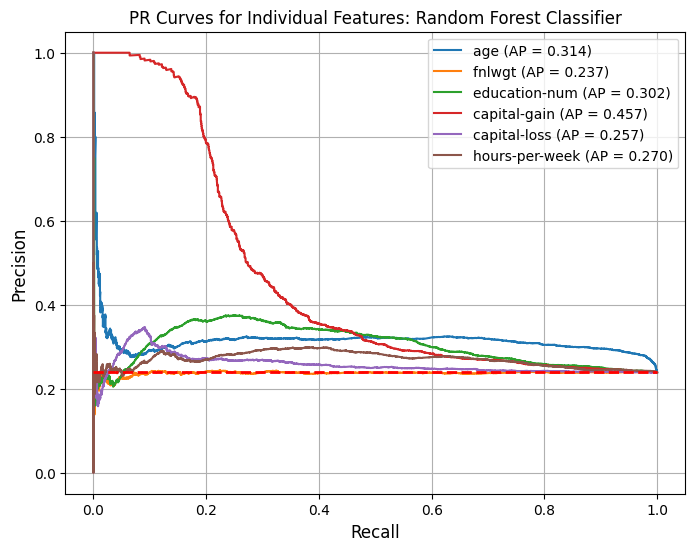 PR Curves for Individual Features: Random Forest Classifier
age (AP = 0.314)
fnlwgt (AP = 0.237)
education-num (AP = 0.302)
capital-gain (AP = 0.457)
capital-loss (AP = 0.257)
hours-per-week (AP = 0.270)
Precision
1.0
0.8
0.6
0.4
0.2
0.0
0.0 0.2 0.4 0.6 0.8 1.0
Recall